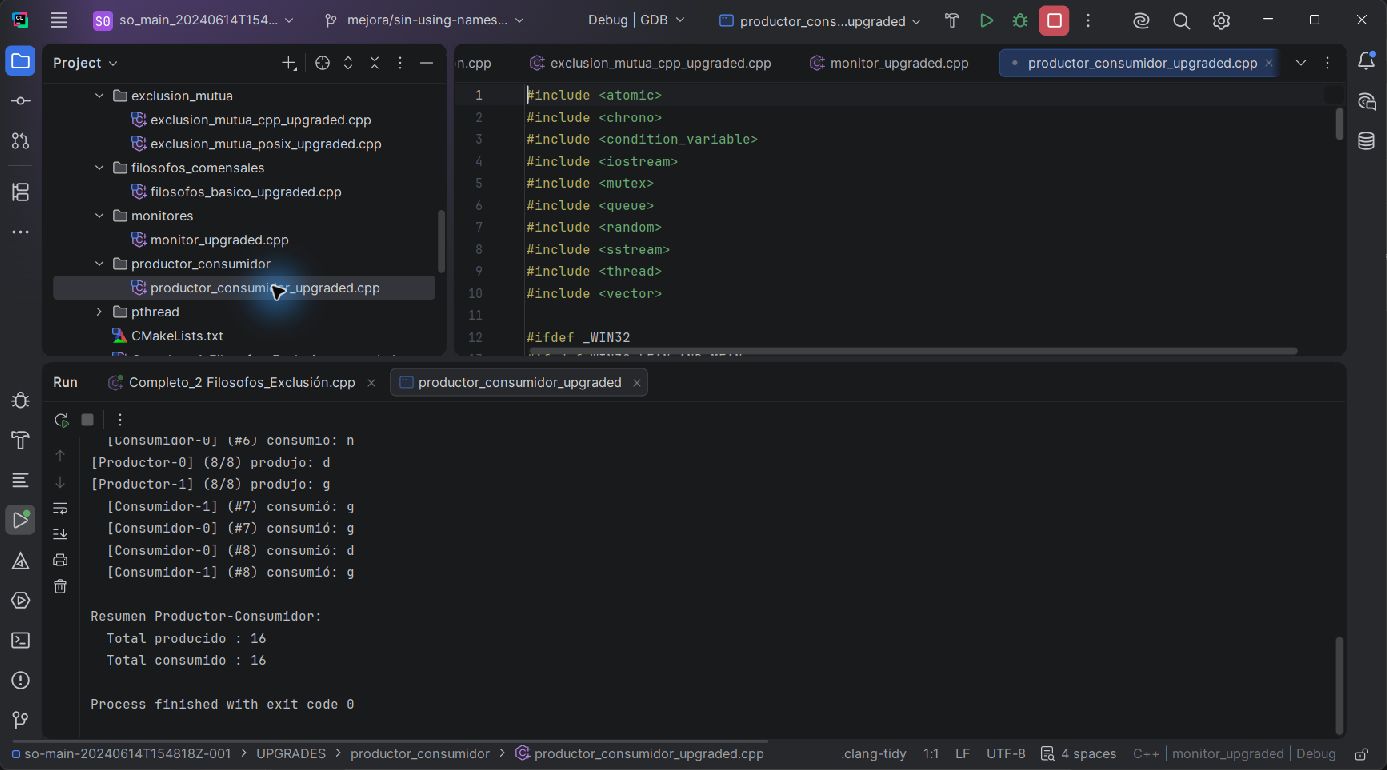 SO so_main_20240614T154... mejora/sin-using-names... Debug GDB productor_cons...upgraded
Project
n.cpp exclusion_mutua_cpp_upgraded.cpp monitor_upgraded.cpp productor_consumidor_upgraded.cpp
exclusion_mutua
exclusion_mutua_cpp_upgraded.cpp
exclusion_mutua_posix_upgraded.cpp
filosofos_comensales
filosofos_basico_upgraded.cpp
monitores
monitor_upgraded.cpp
productor_consumidor
productor_consumidor_upgraded.cpp
pthread
CMakeLists.txt
1 #include <atomic>
2 #include <chrono>
3 #include <condition_variable>
4 #include <iostream>
5 #include <mutex>
6 #include <queue>
7 #include <random>
8 #include <sstream>
9 #include <thread>
10 #include <vector>
11
12 #ifdef _WIN32
Run Completo_2 Filosofos_Exclusión.cpp productor_consumidor_upgraded
[Consumidor-0] (#6) consumió: n
[Productor-0] (8/8) produjo: d
[Productor-1] (8/8) produjo: g
[Consumidor-1] (#7) consumió: g
[Consumidor-0] (#7) consumió: g
[Consumidor-0] (#8) consumió: d
[Consumidor-1] (#8) consumió: g
Resumen Productor-Consumidor:
Total producido : 16
Total consumido : 16
Process finished with exit code 0
so-main-20240614T154818Z-001 > UPGRADES > productor_consumidor > productor_consumidor_upgraded.cpp .clang-tidy 1:1 LF UTF-8 4 spaces C++ monitor_upgraded Debug